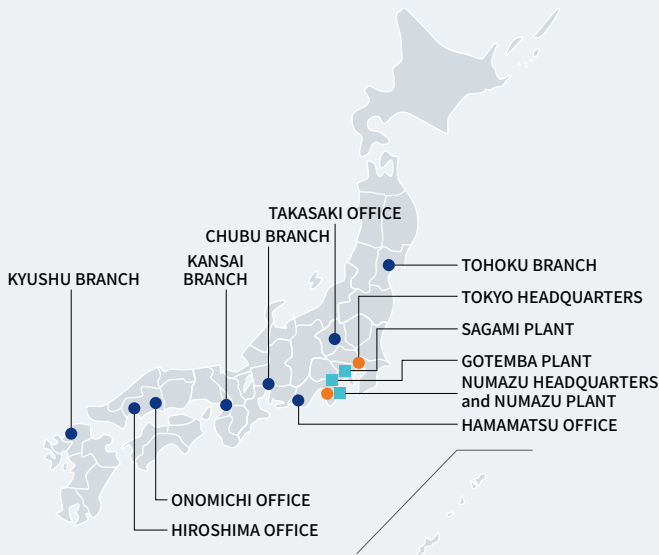 TAKASAKI OFFICE
CHUBU BRANCH
KANSAI
BRANCH
KYUSHU BRANCH
TOHOKU BRANCH
TOKYO HEADQUARTERS
SAGAMI PLANT
GOTEMBA PLANT
NUMAZU HEADQUARTERS
and NUMAZU PLANT
HAMAMATSU OFFICE
ONOMICHI OFFICE
HIROSHIMA OFFICE